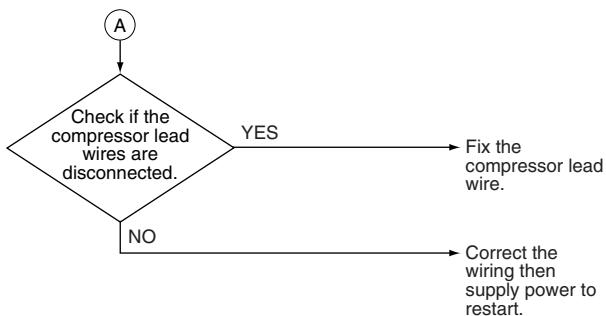 A
Check if the
compressor lead
wires are
disconnected.
YES
Fix the
compressor lead
wire.
NO
Correct the
wiring then
supply power to
restart.